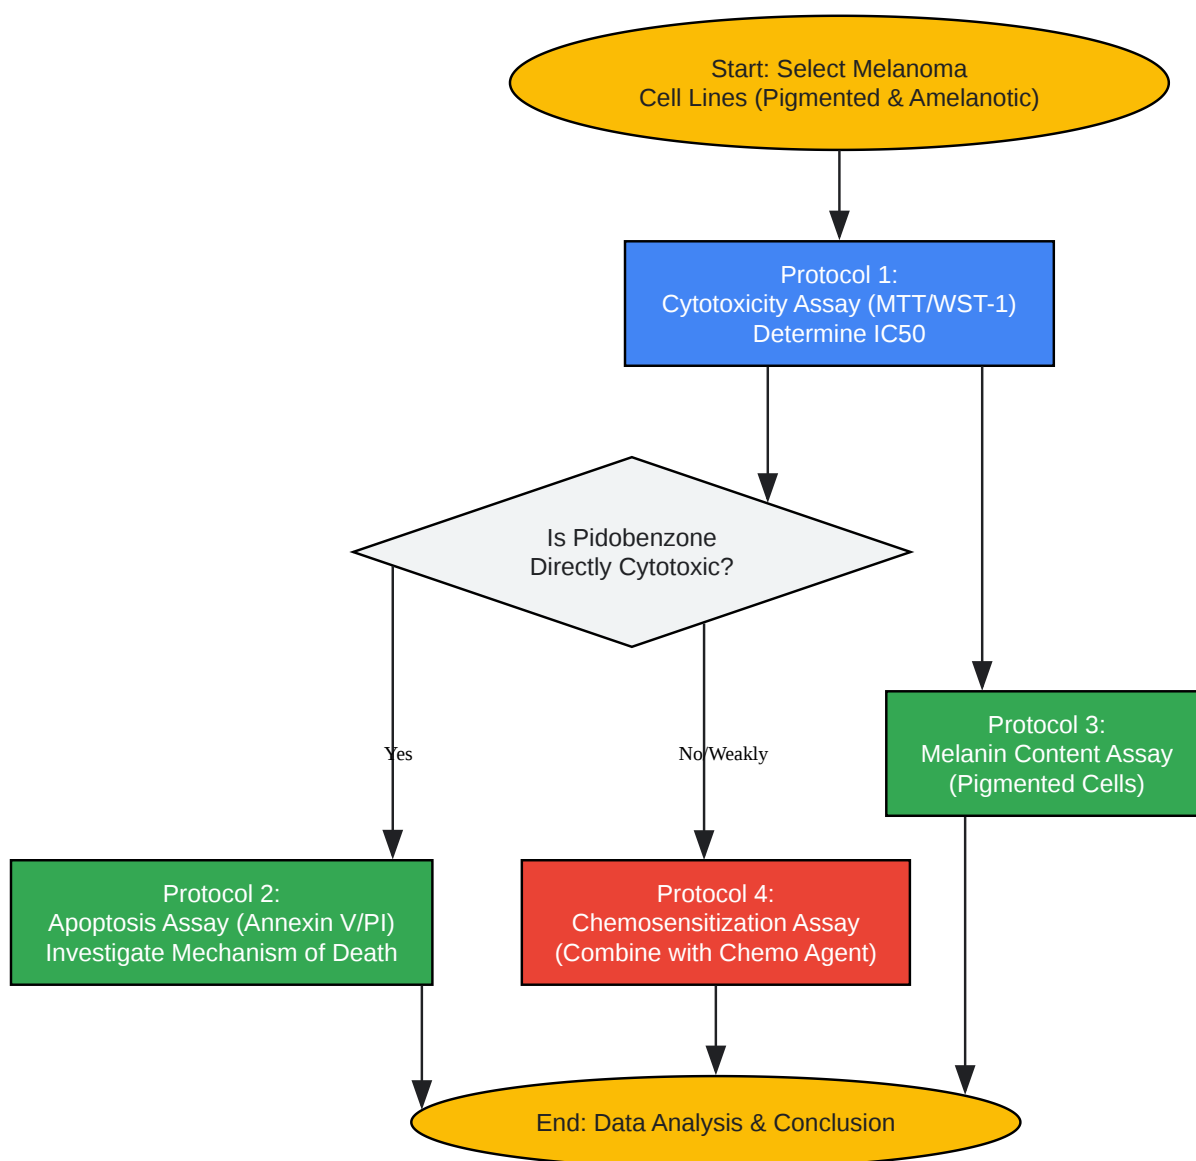 Start: Select Melanoma
Cell Lines (Pigmented & Amelanotic)
Protocol 1:
Cytotoxicity Assay (MTT/WST-1)
Determine IC50
Is Pidobenzone
Directly Cytotoxic?
Protocol 3:
Melanin Content Assay
(Pigmented Cells)
Yes
No/Weakly
Protocol 2:
Apoptosis Assay (Annexin V/PI)
Investigate Mechanism of Death
Protocol 4:
Chemosensitization Assay
(Combine with Chemo Agent)
End: Data Analysis & Conclusion